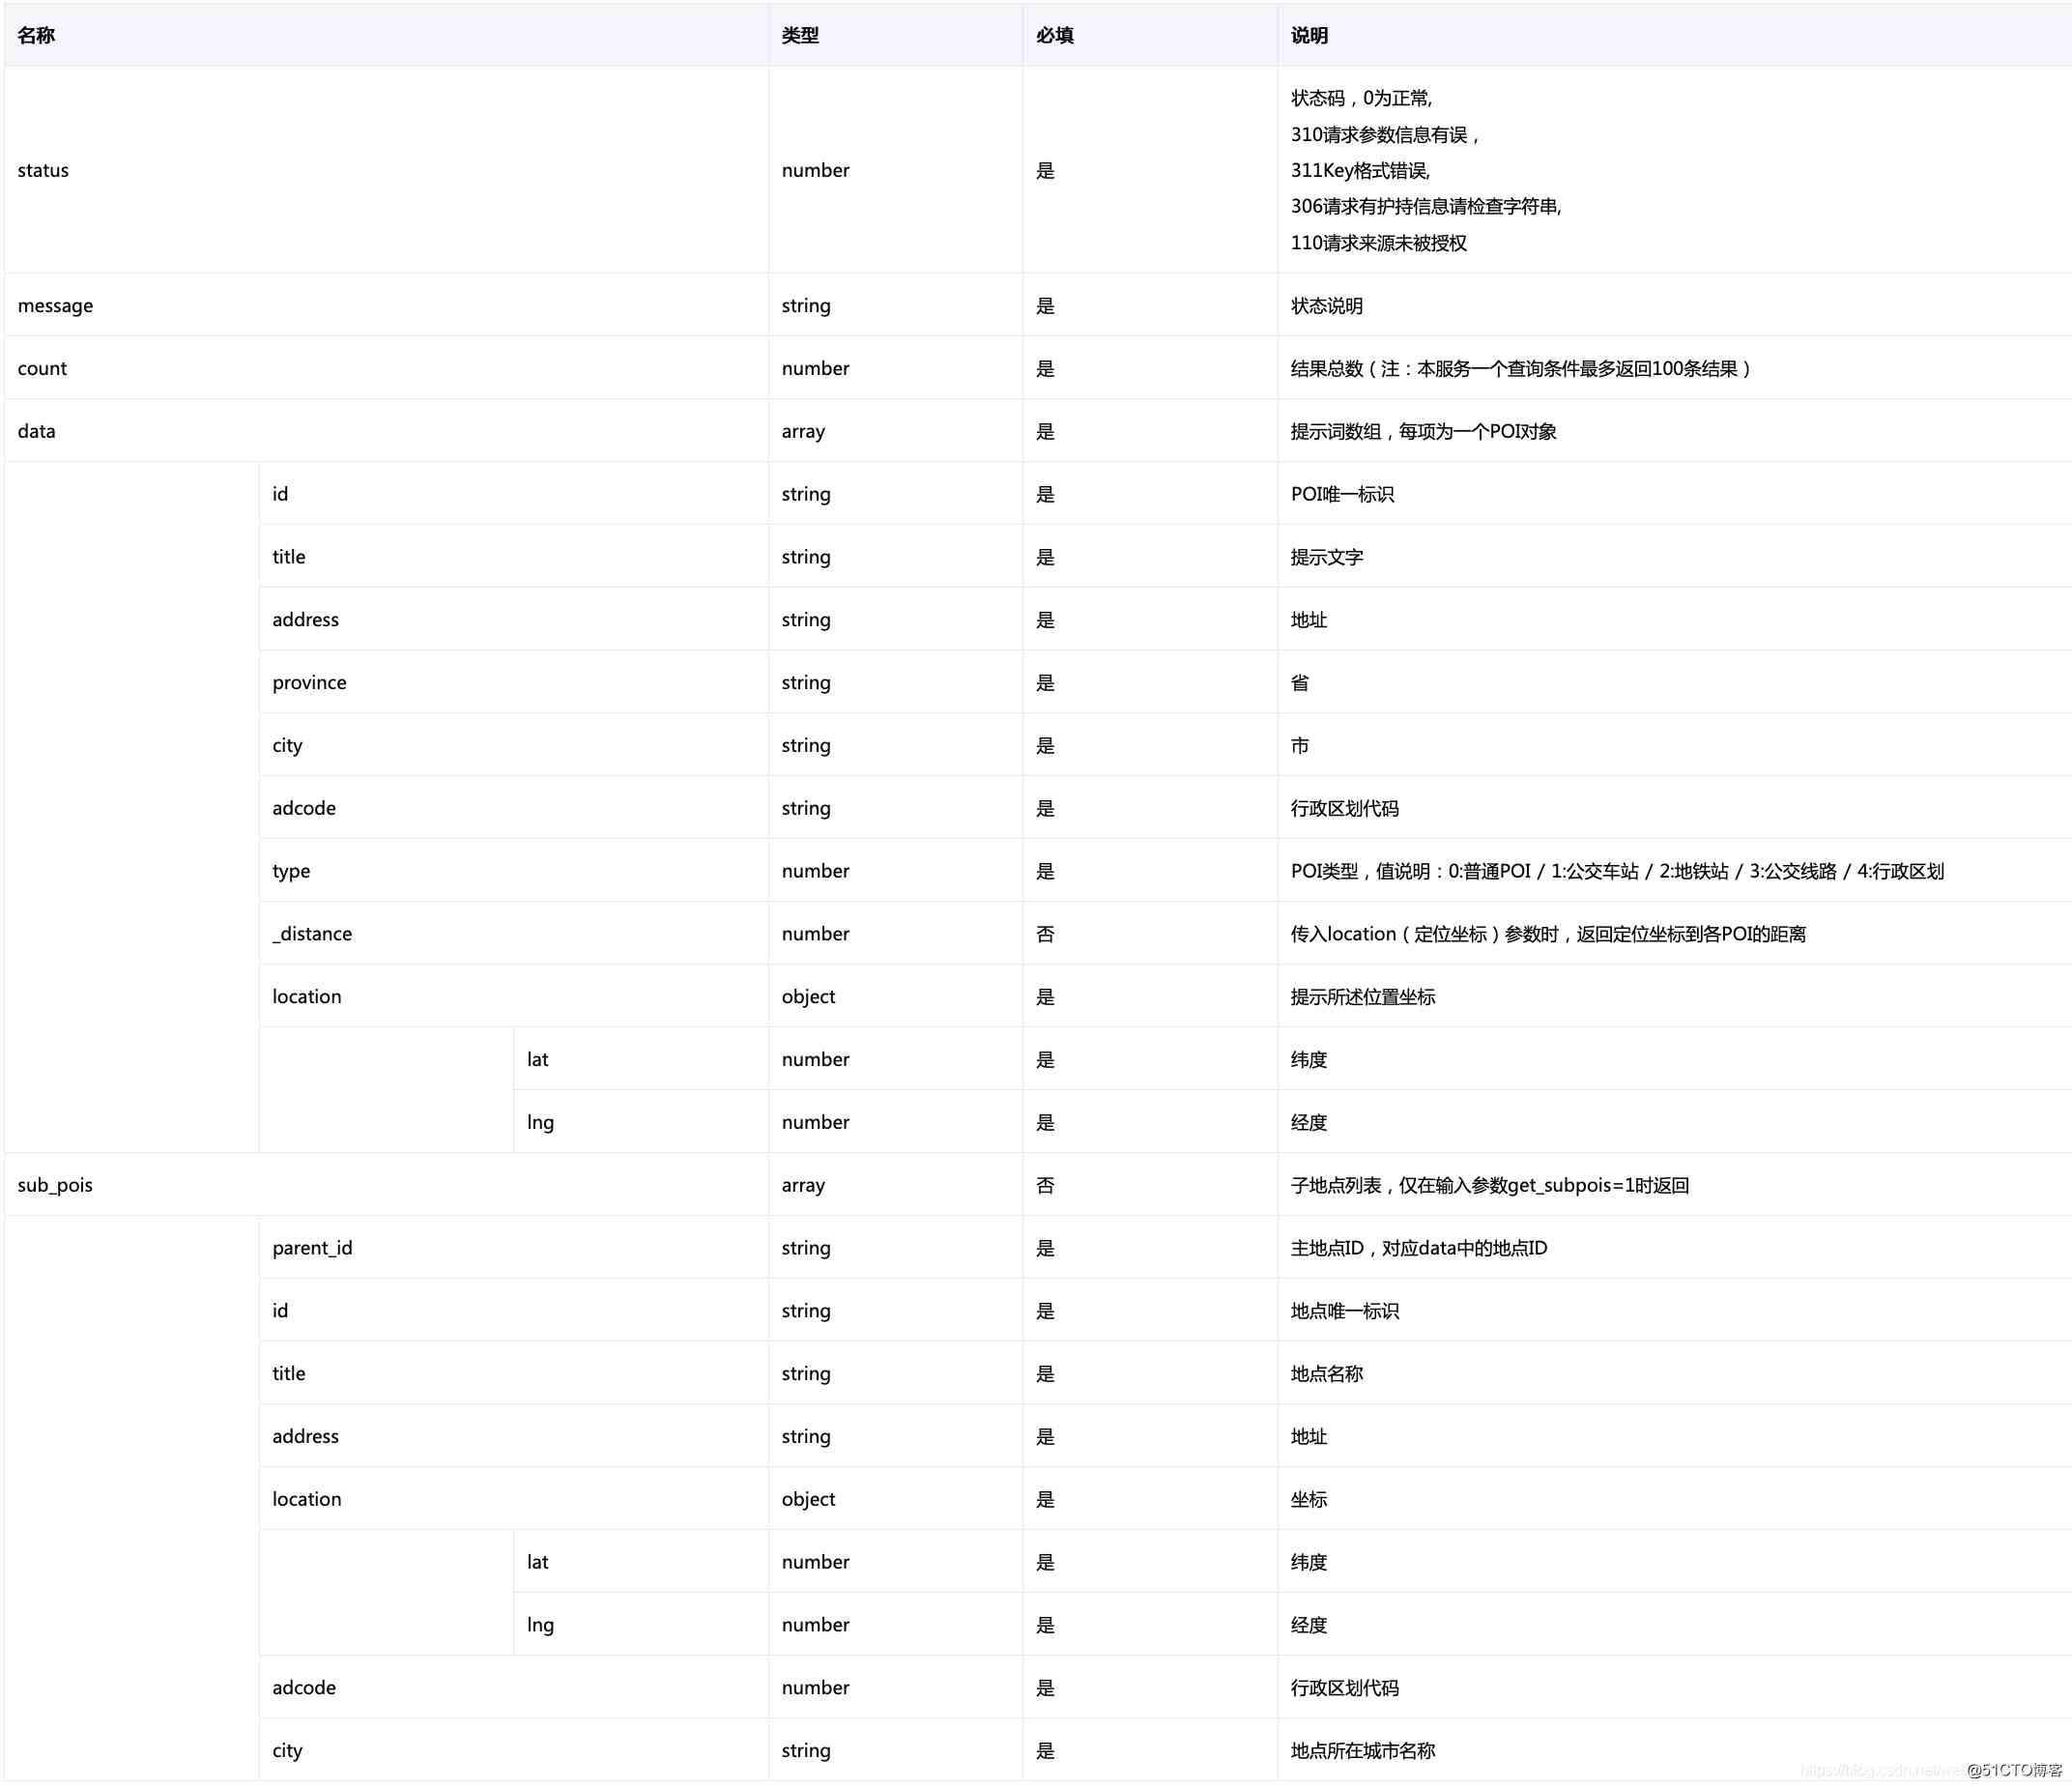 名称 类型 必填 说明
status number 是 状态码，0为正常,
310请求参数信息有误，
311Key格式错误,
306请求有护持信息请检查字符串,
110请求来源未被授权
message string 是 状态说明
count number 是 结果总数（注：本服务一个查询条件最多返回100条结果）
data array 是 提示词数组，每项为一个POI对象
id string 是 POI唯一标识
title string 是 提示文字
address string 是 地址
province string 是 省
city string 是 市
adcode string 是 行政区划代码
type number 是 POI类型，值说明：0:普通POI / 1:公交车站 / 2:地铁站 / 3:公交线路 / 4:行政区划
_distance number 否 传入location（定位坐标）参数时，返回定位坐标到各POI的距离
location object 是 提示所述位置坐标
lat number 是 纬度
lng number 是 经度
sub_pois array 否 子地点列表，仅在输入参数get_subpois=1时返回
parent_id string 是 主地点ID，对应data中的地点ID
id string 是 地点唯一标识
title string 是 地点名称
address string 是 地址
location object 是 坐标
lat number 是 纬度
lng number 是 经度
adcode number 是 行政区划代码
city string 是 地点所在城市名称
@51CTO博客